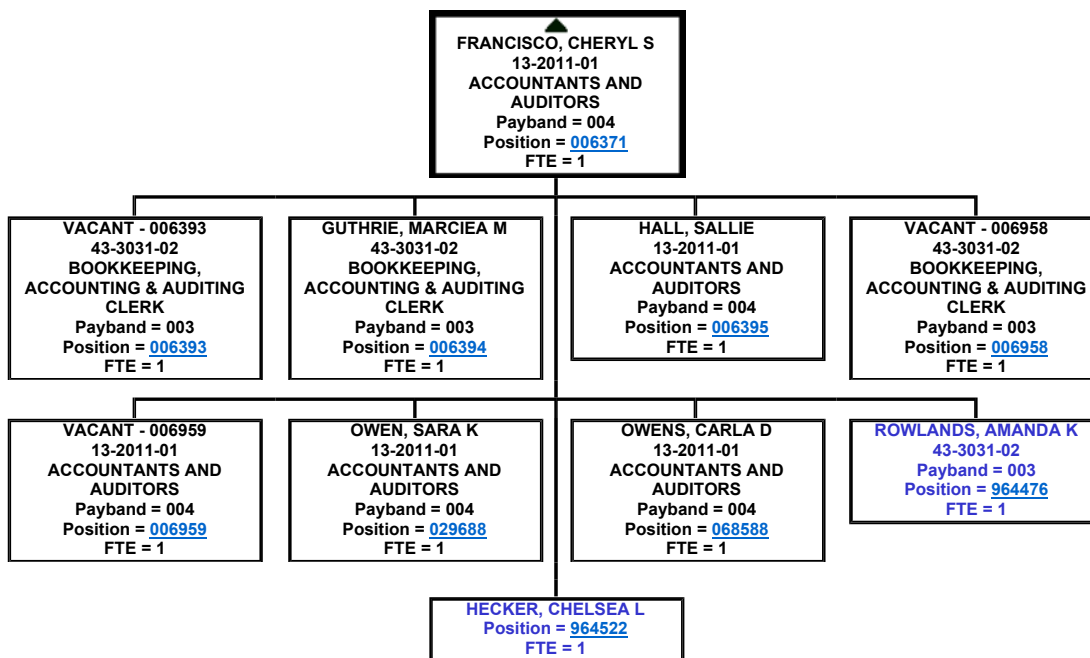 FRANCISCO, CHERYL S
13-2011-01
ACCOUNTANTS AND
AUDITORS
Payband = 004
Position = 006371
FTE = 1
VACANT - 006393
43-3031-02
BOOKKEEPING,
ACCOUNTING & AUDITING
CLERK
Payband = 003
Position = 006393
FTE = 1
GUTHRIE, MARCIEA M
43-3031-02
BOOKKEEPING,
ACCOUNTING & AUDITING
CLERK
Payband = 003
Position = 006394
FTE = 1
HALL, SALLIE
13-2011-01
ACCOUNTANTS AND
AUDITORS
Payband = 004
Position = 006395
FTE = 1
VACANT - 006958
43-3031-02
BOOKKEEPING,
ACCOUNTING & AUDITING
CLERK
Payband = 003
Position = 006958
FTE = 1
VACANT - 006959
13-2011-01
ACCOUNTANTS AND
AUDITORS
Payband = 004
Position = 006959
FTE = 1
OWEN, SARA K
13-2011-01
ACCOUNTANTS AND
AUDITORS
Payband = 004
Position = 029688
FTE = 1
OWENS, CARLA D
13-2011-01
ACCOUNTANTS AND
AUDITORS
Payband = 004
Position = 068588
FTE = 1
ROWLANDS, AMANDA K
43-3031-02
Payband = 003
Position = 964476
FTE = 1
HECKER, CHELSEA L
Position = 964522
FTE = 1